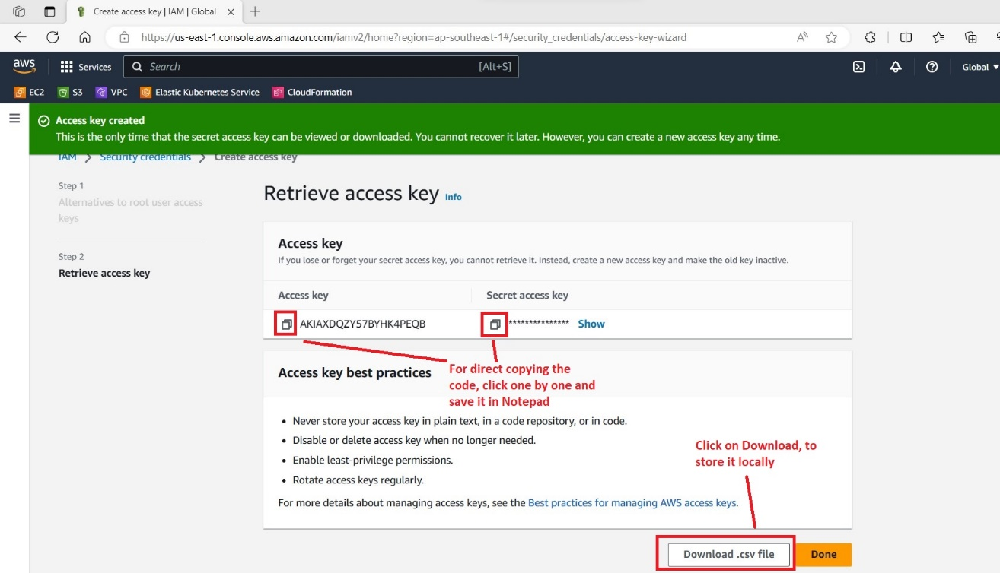 Create access key | IAM | Global
https://us-east-1.console.aws.amazon.com/iamv2/home?region=ap-southeast-1#/security_credentials/access-key-wizard
aws
Services
Search
[Alt+S]
Global
EC2
S3
VPC
Elastic Kubernetes Service
CloudFormation
Access key created
This is the only time that the secret access key can be viewed or downloaded. You cannot recover it later. However, you can create a new access key any time.
IAM > Security credentials > Create access key
Step 1
Alternatives to root user access
keys
Step 2
Retrieve access key
Retrieve access key Info
Access key
If you lose or forget your secret access key, you cannot retrieve it. Instead, create a new access key and make the old key inactive.
Access key
Secret access key
AKIAXDQZY57BYHK4PEQB
*************** Show
Access key best practices
For direct copying the
code, click one by one and
save it in Notepad
• Never store your access key in plain text, in a code repository, or in code.
• Disable or delete access key when no longer needed.
• Enable least-privilege permissions.
• Rotate access keys regularly.
For more details about managing access keys, see the Best practices for managing AWS access keys.
Click on Download, to
store it locally
Download .csv file
Done